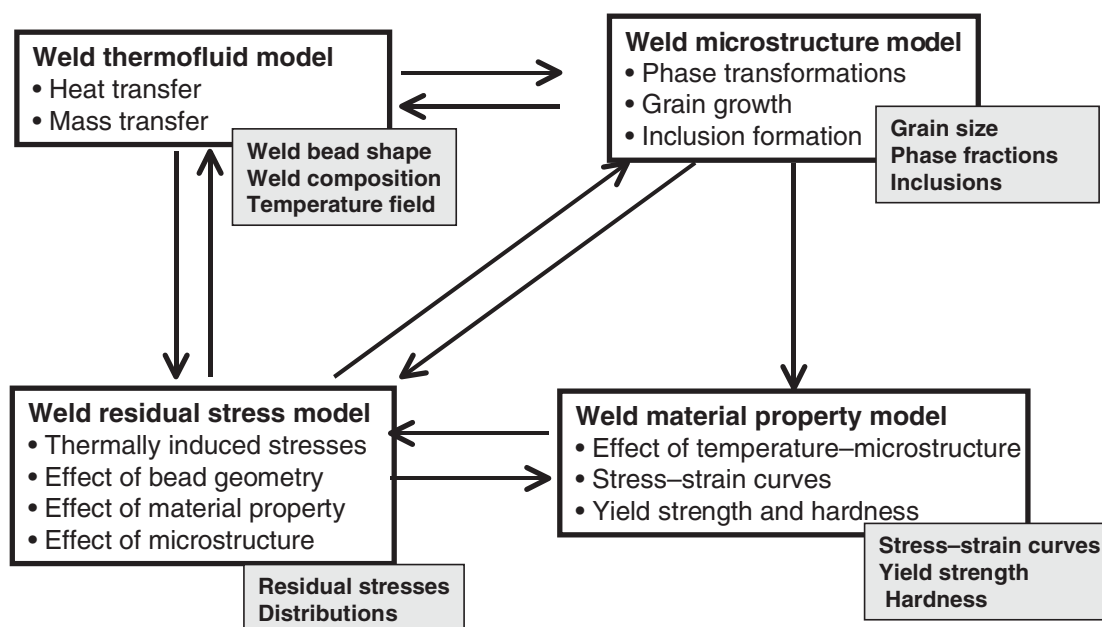 Weld thermofluid model
• Heat transfer
• Mass transfer
Weld bead shape
Weld composition
Temperature field
Weld microstructure model
• Phase transformations
• Grain growth
• Inclusion formation
Grain size
Phase fractions
Inclusions
Weld residual stress model
• Thermally induced stresses
• Effect of bead geometry
• Effect of material property
• Effect of microstructure
Residual stresses
Distributions
Weld material property model
• Effect of temperature–microstructure
• Stress–strain curves
• Yield strength and hardness
Stress–strain curves
Yield strength
Hardness